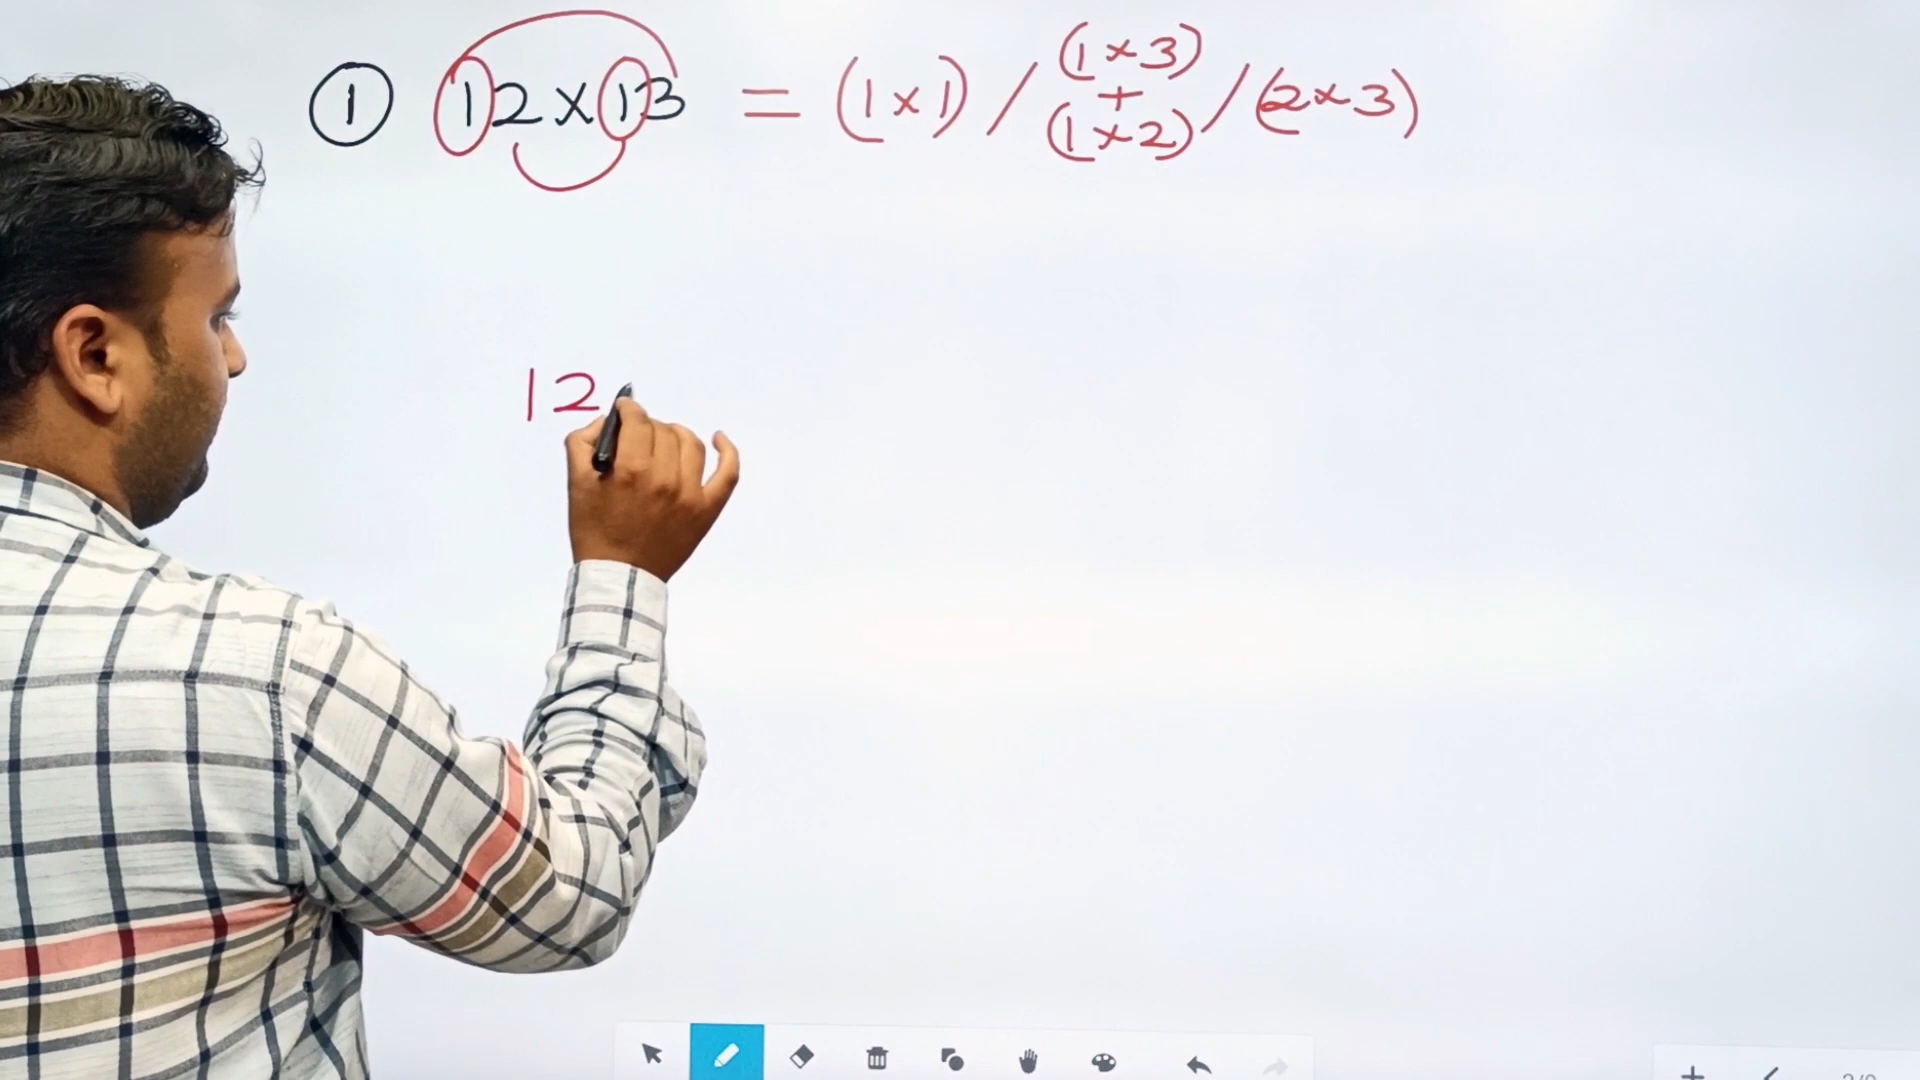 ① 12×13 = (1×1) / (1×3) + (1×2) / (2×3)
12